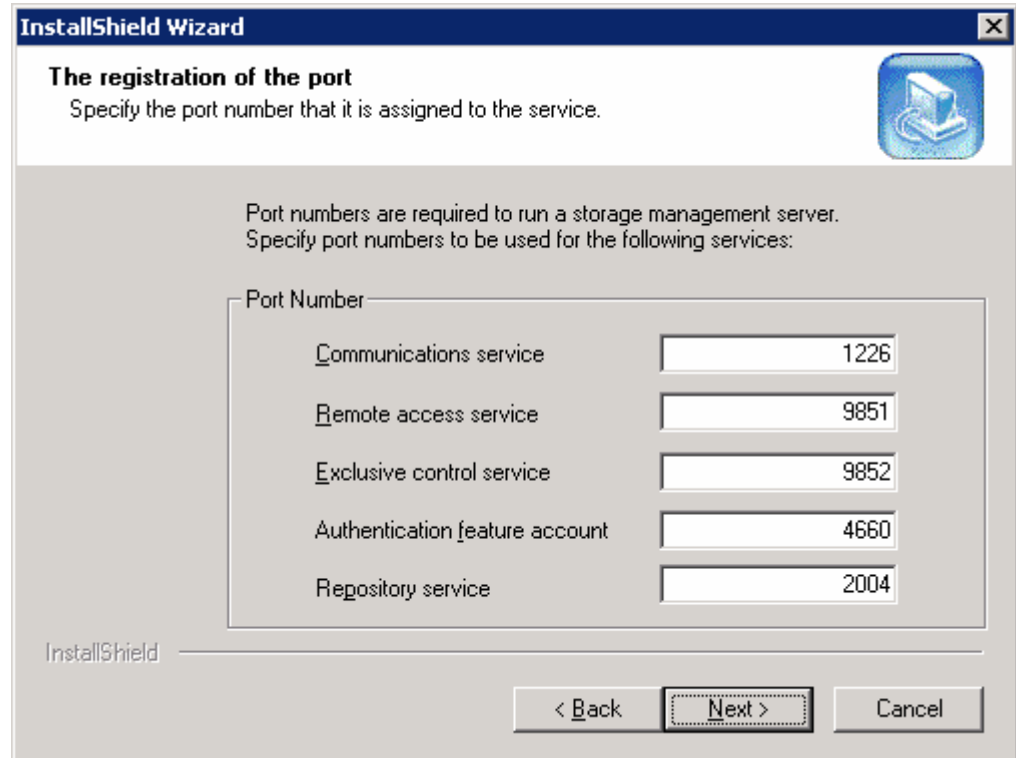 InstallShield Wizard
The registration of the port
Specify the port number that it is assigned to the service.
Port numbers are required to run a storage management server.
Specify port numbers to be used for the following services:
Port Number
Communications service 1226
Remote access service 9851
Exclusive control service 9852
Authentication feature account 4660
Repository service 2004
InstallShield
< Back Next > Cancel